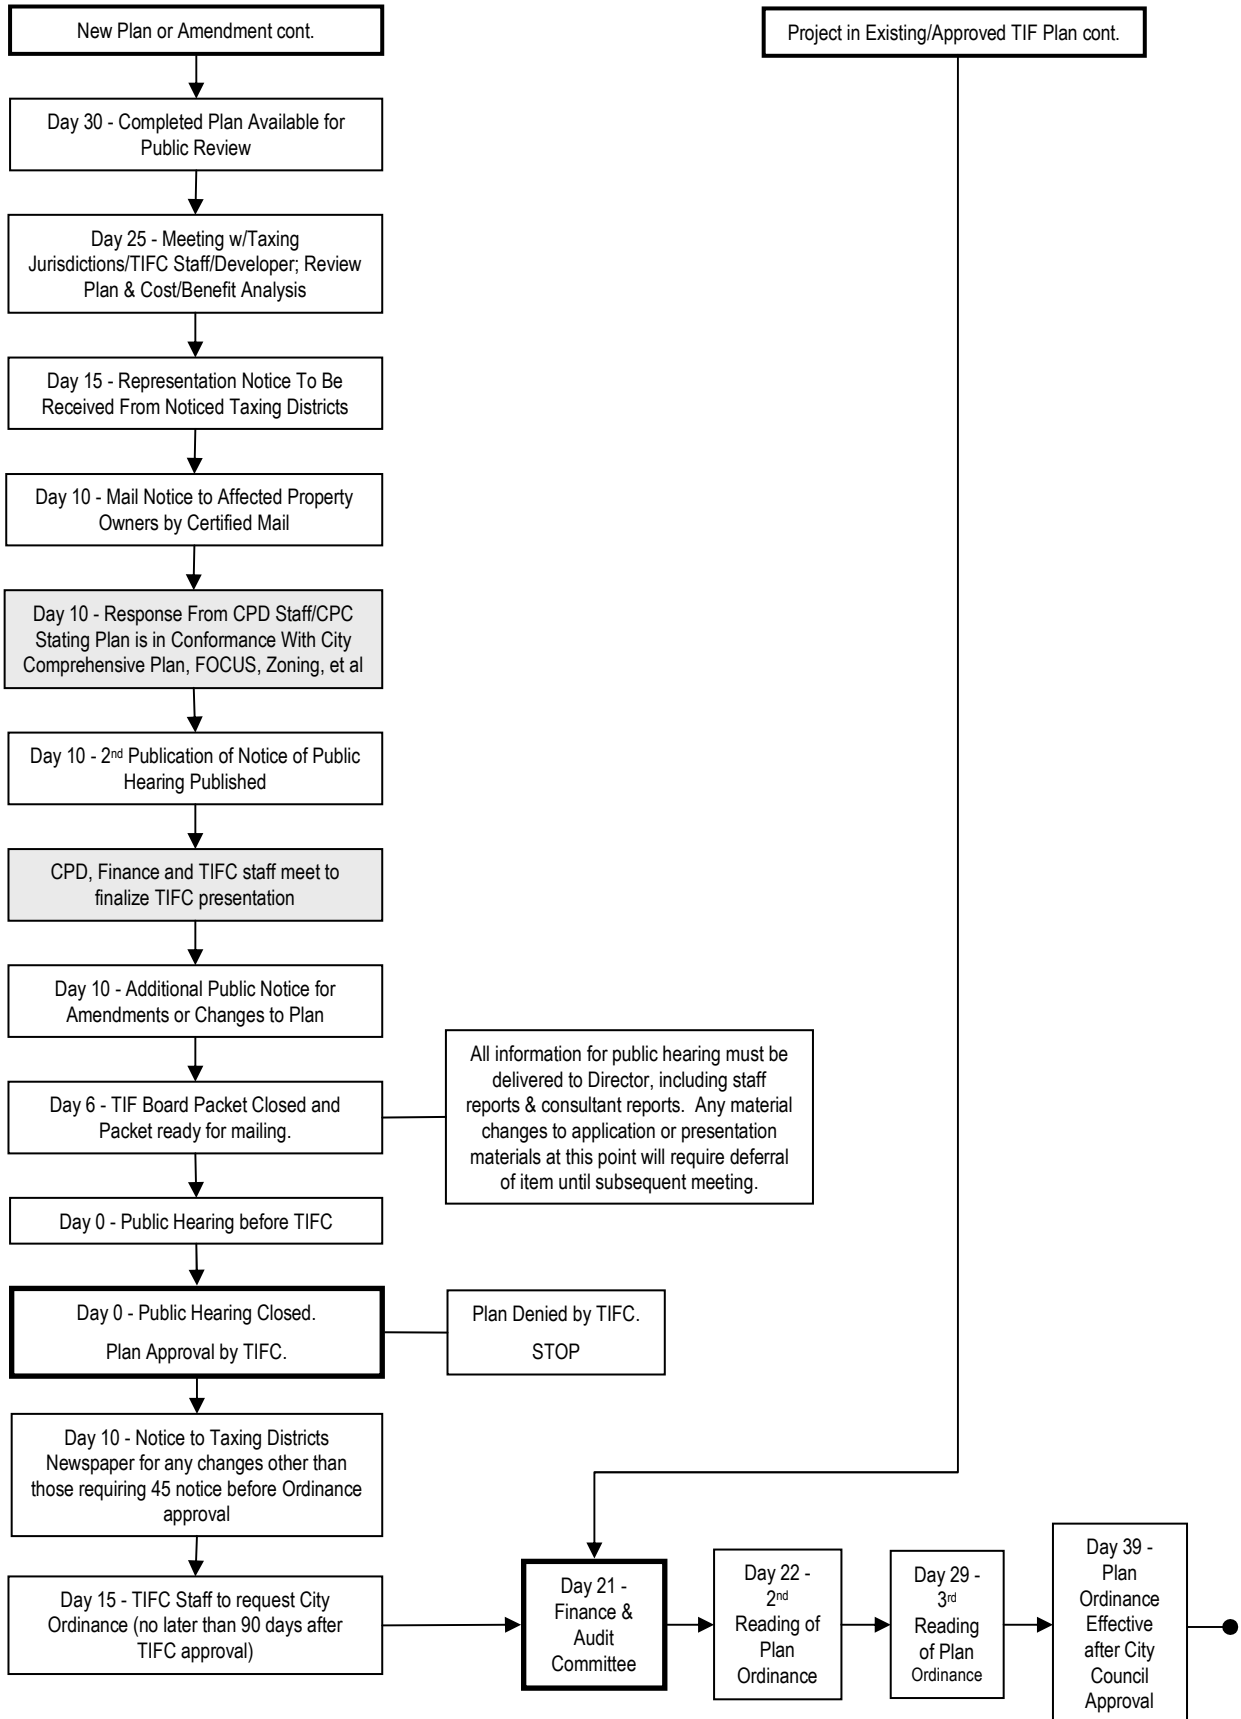 New Plan or Amendment cont.
Project in Existing/Approved TIF Plan cont.
Day 30 - Completed Plan Available for
Public Review
Day 25 - Meeting w/Taxing
Jurisdictions/TIFC Staff/Developer; Review
Plan & Cost/Benefit Analysis
Day 15 - Representation Notice To Be
Received From Noticed Taxing Districts
Day 10 - Mail Notice to Affected Property
Owners by Certified Mail
Day 10 - Response From CPD Staff/CPC
Stating Plan is in Conformance With City
Comprehensive Plan, FOCUS, Zoning, et al
Day 10 - 2nd Publication of Notice of Public
Hearing Published
CPD, Finance and TIFC staff meet to
finalize TIFC presentation
Day 10 - Additional Public Notice for
Amendments or Changes to Plan
Day 6 - TIF Board Packet Closed and
Packet ready for mailing.
All information for public hearing must be
delivered to Director, including staff
reports & consultant reports.  Any material
changes to application or presentation
materials at this point will require deferral
of item until subsequent meeting.
Day 0 - Public Hearing before TIFC
Day 0 - Public Hearing Closed.
Plan Approval by TIFC.
Plan Denied by TIFC.
STOP
Day 10 - Notice to Taxing Districts
Newspaper for any changes other than
those requiring 45 notice before Ordinance
approval
Day 15 - TIFC Staff to request City
Ordinance (no later than 90 days after
TIFC approval)
Day 21 -
Finance &
Audit
Committee
Day 22 -
2nd
Reading of
Plan
Ordinance
Day 29 -
3rd
Reading
of Plan
Ordinance
Day 39 -
Plan
Ordinance
Effective
after City
Council
Approval